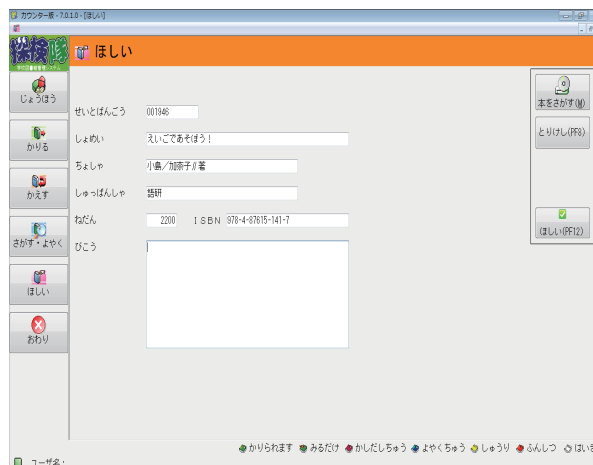 カウンター版 - 7.0.1.0 - [ほしい]
探検隊
ほしい
じょうほう
かりる
かえす
さがす・よやく
ほしい
おわり
せいとばんごう 001946
しょめい えいごであそぼう！
ちょしゃ 小島／加奈子∥著
しゅっぱんしゃ 語研
ねだん 2200 ＩＳＢＮ 978-4-87615-141-7
びこう
本をさがす(M)
とりけし(PF8)
(ほしい(PF12)
かりられます みるだけ かしだしちゅう よやくちゅう しゅうり ふんしつ はいき
ユーザ名：